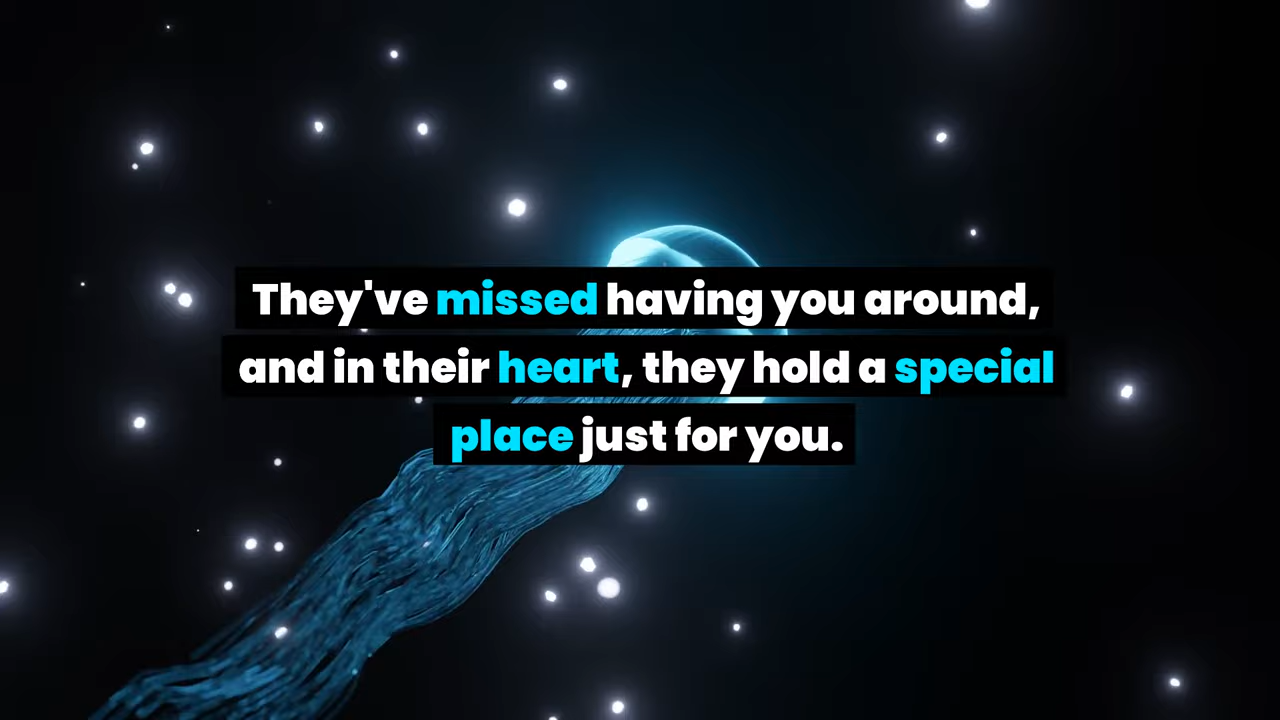 They've missed having you around,
and in their heart, they hold a special
place just for you.